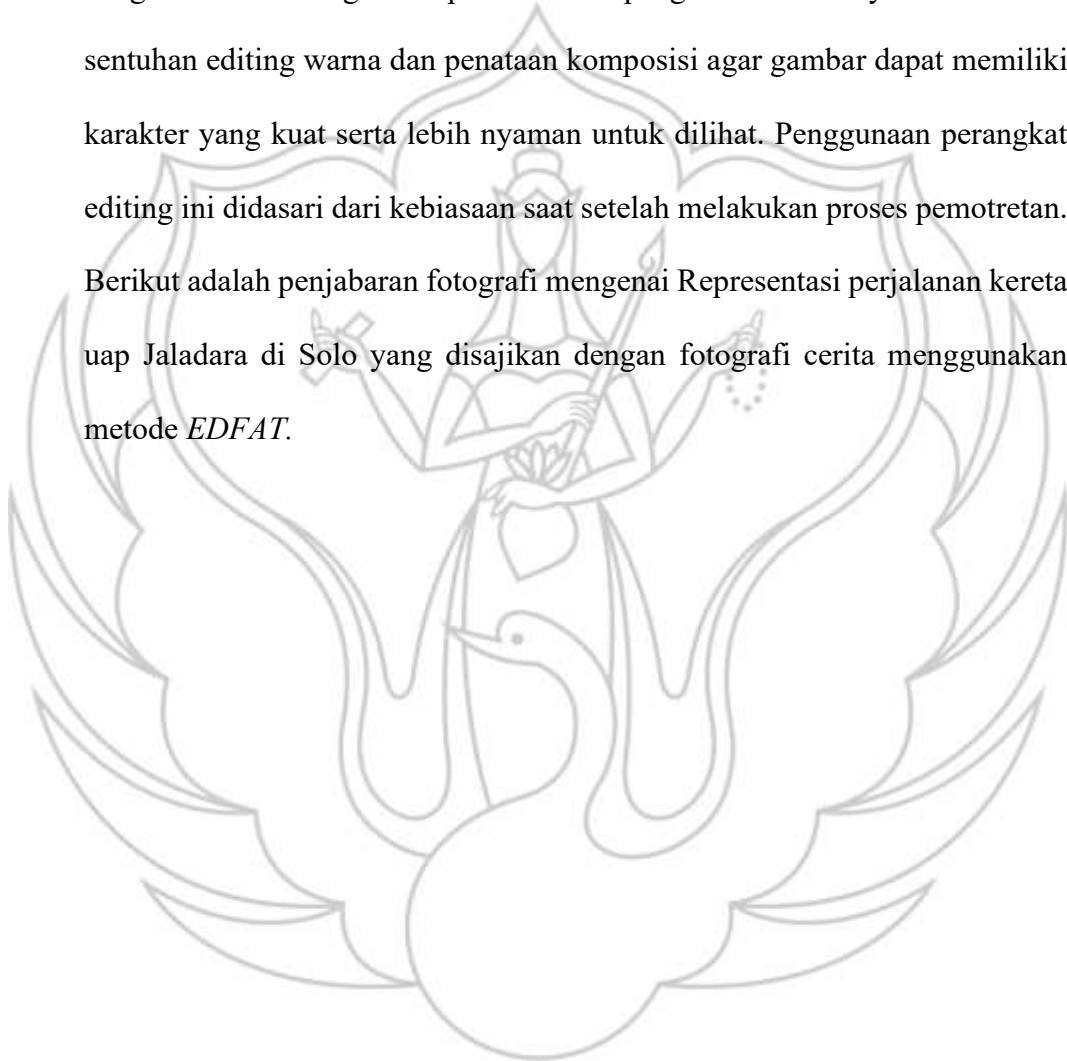 sentuhan editing warna dan penataan komposisi agar gambar dapat memiliki
karakter yang kuat serta lebih nyaman untuk dilihat. Penggunaan perangkat
editing ini didasari dari kebiasaan saat setelah melakukan proses pemotretan.
Berikut adalah penjabaran fotografi mengenai Representasi perjalanan kereta
uap Jaladara di Solo yang disajikan dengan fotografi cerita menggunakan
metode EDFAT.